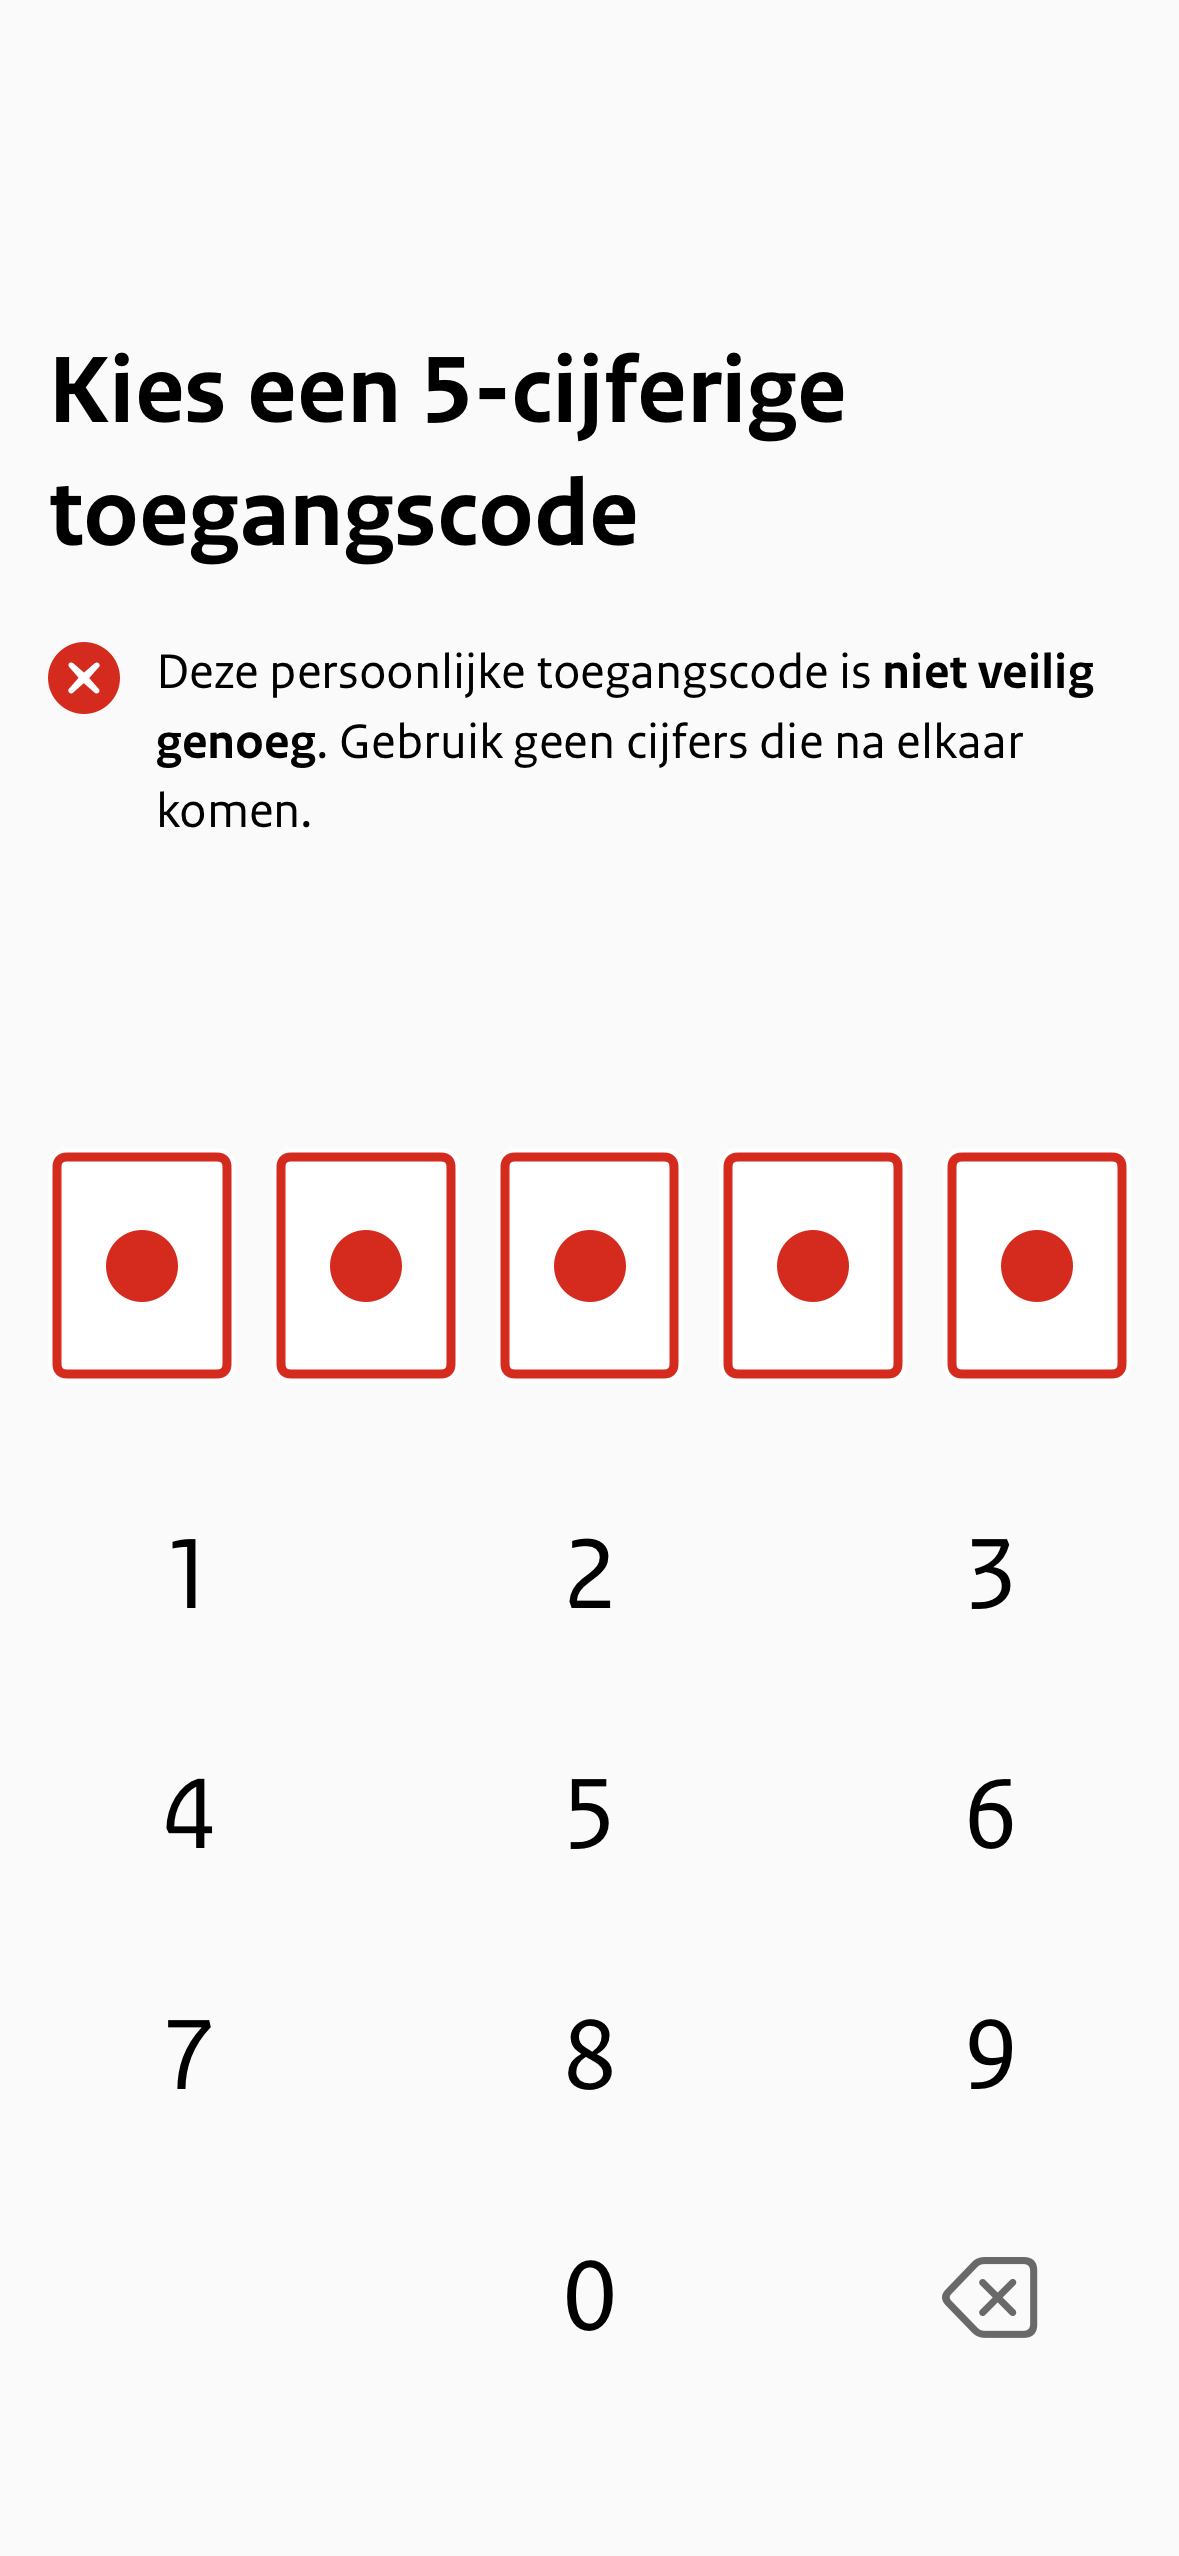 Kies een 5-cijferige
toegangscode
Deze persoonlijke toegangscode is niet veilig
genoeg. Gebruik geen cijfers die na elkaar
komen.
1 2 3
4 5 6
7 8 9
0